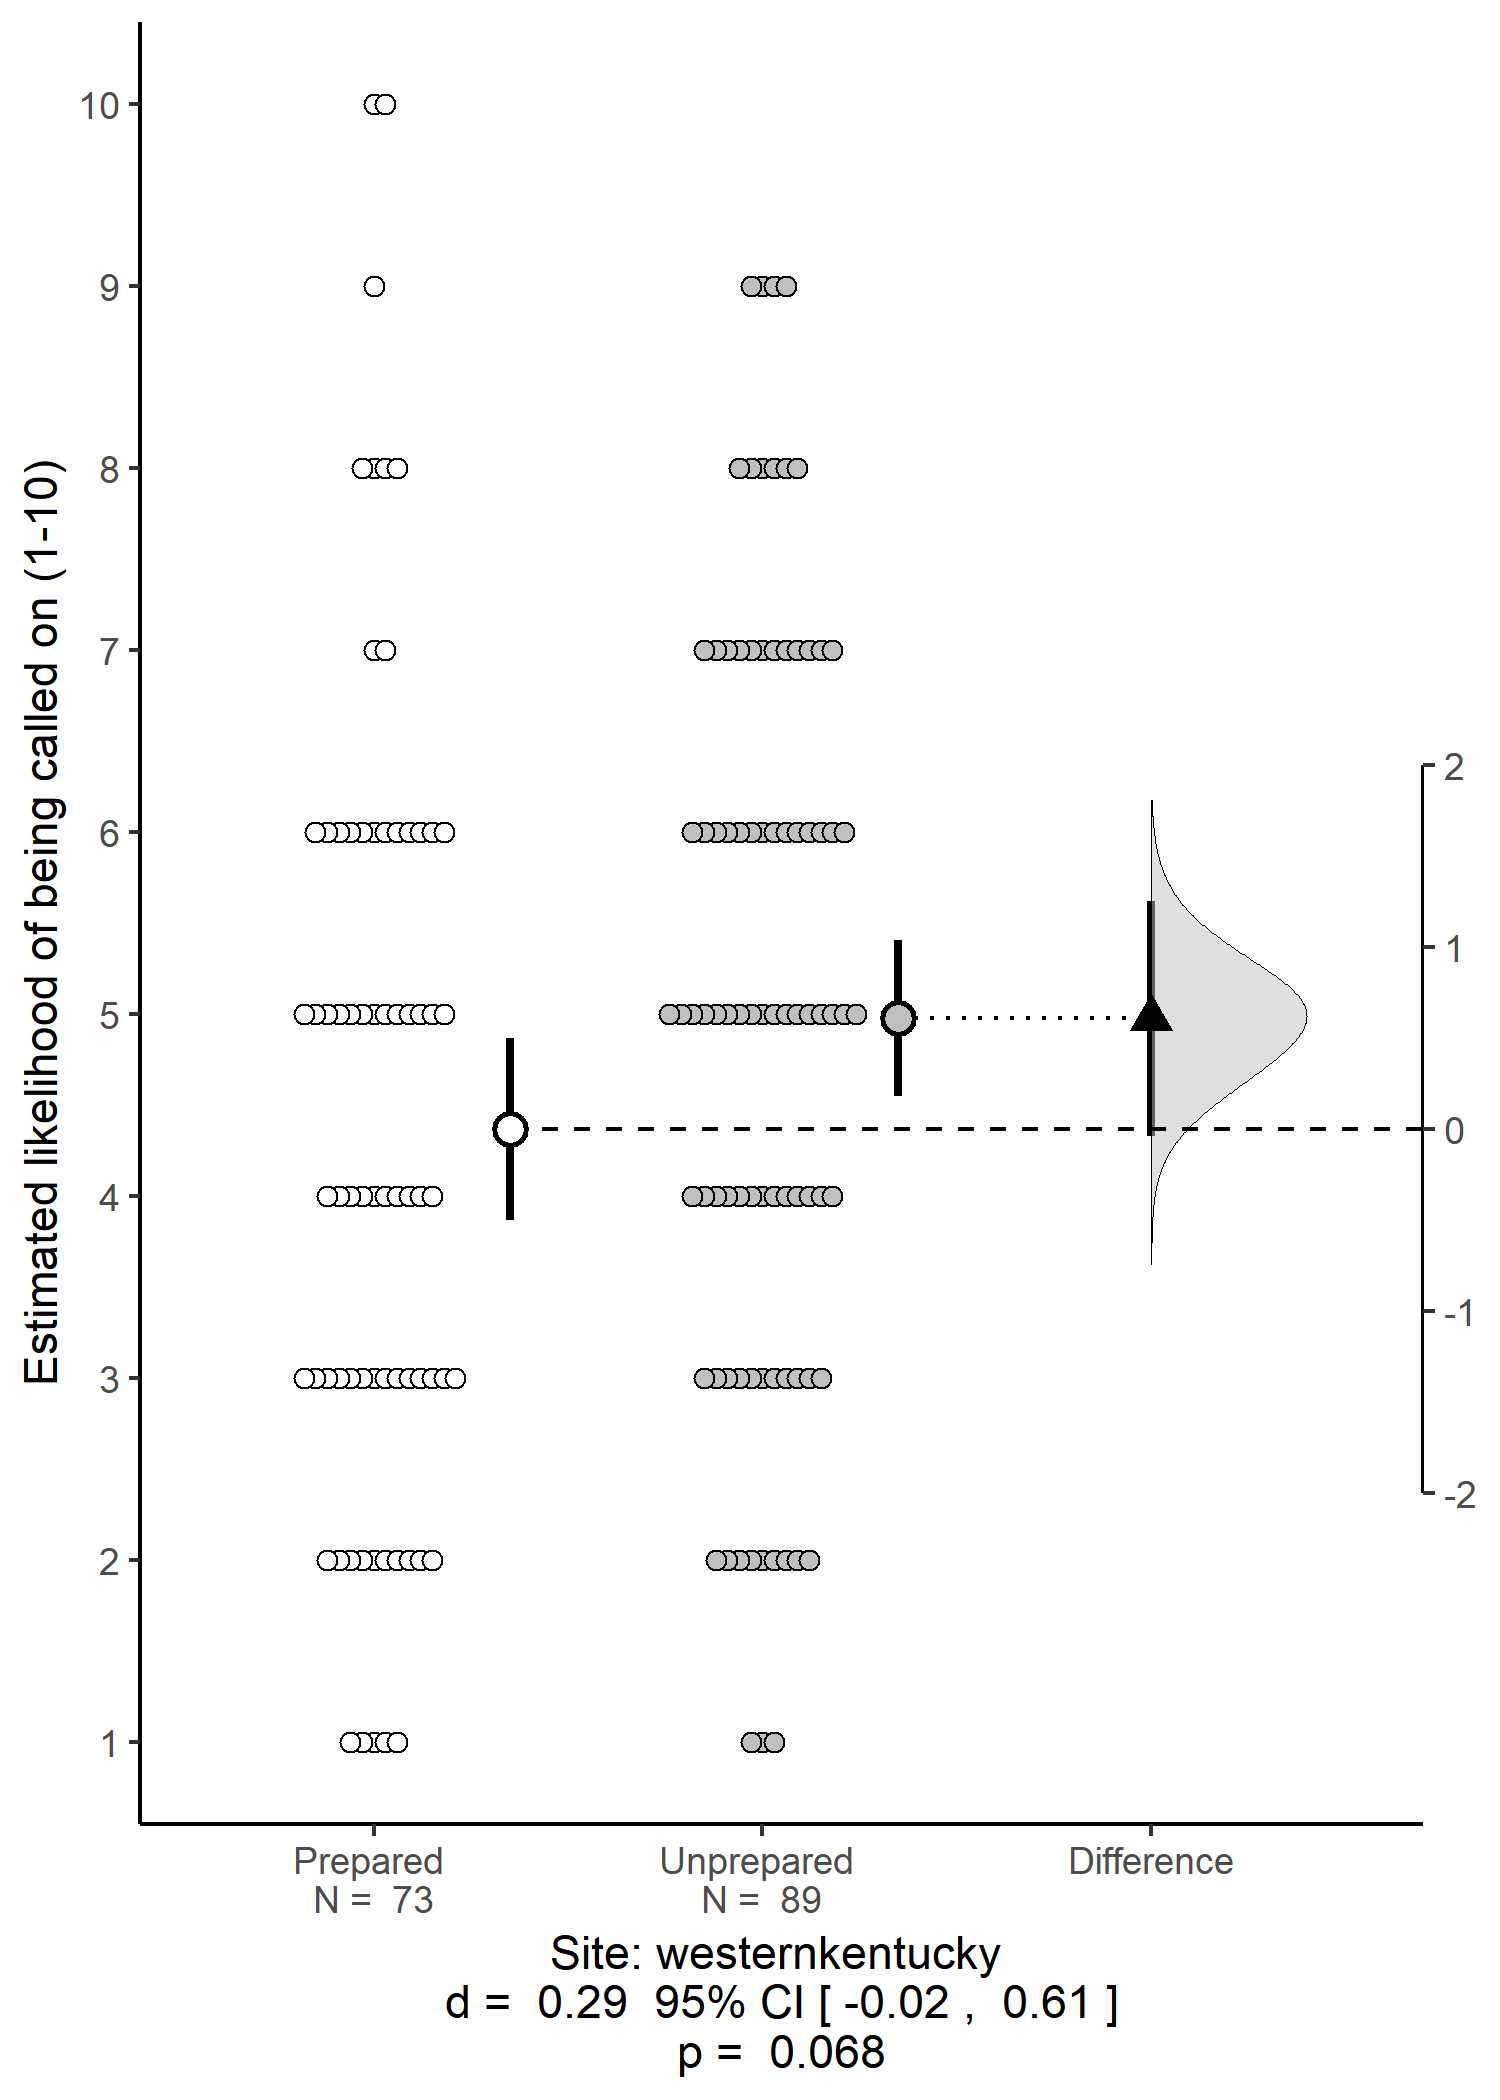 Estimated likelihood of being called on (1-10)
10
9
8
7
6
5
4
3
2
1
2
1
0
-1
-2
Prepared
N =  73
Unprepared
N =  89
Difference
Site: westernkentucky
d =  0.29  95% CI [ -0.02 ,  0.61 ]
p =  0.068